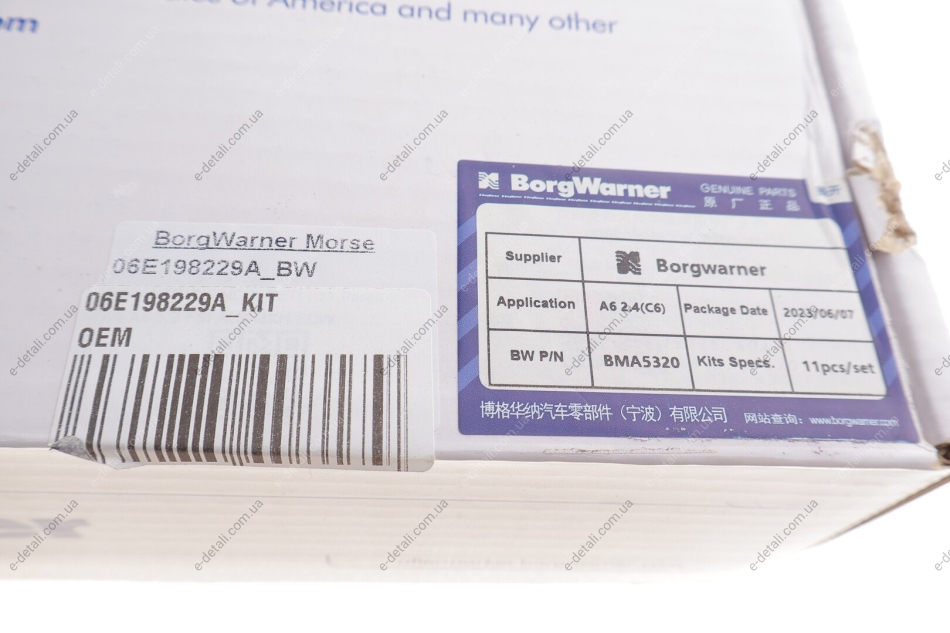 of America and many other
BorgWarner
GENUINE PARTS
原厂正品
BorgWarner Morse
06E198229A_BW
06E198229A_KIT
OEM
Supplier
Borgwarner
Application
A6 2.4(C6)
Package Date
2023/06/07
BW P/N
BMA5320
Kits Specs.
11pcs/set
博格华纳汽车零部件（宁波）有限公司
网站查询：www.borgwarner.com
e-detali.com.ua